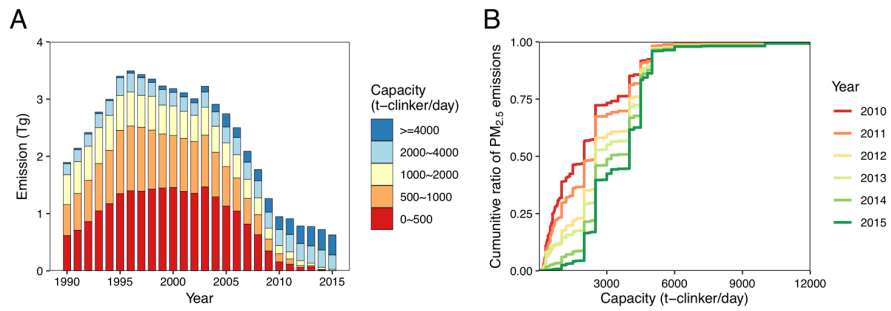 A
Emission (Tg)
4
3
2
1
0
1990 1995 2000 2005 2010 2015
Year
Capacity
(t−clinker/day)
>=4000
2000~4000
1000~2000
500~1000
0~500
B
Cumunitive ratio of PM2.5 emissions
1.00
0.75
0.50
0.25
0.00
3000 6000 9000 12000
Capacity (t−clinker/day)
Year
2010
2011
2012
2013
2014
2015